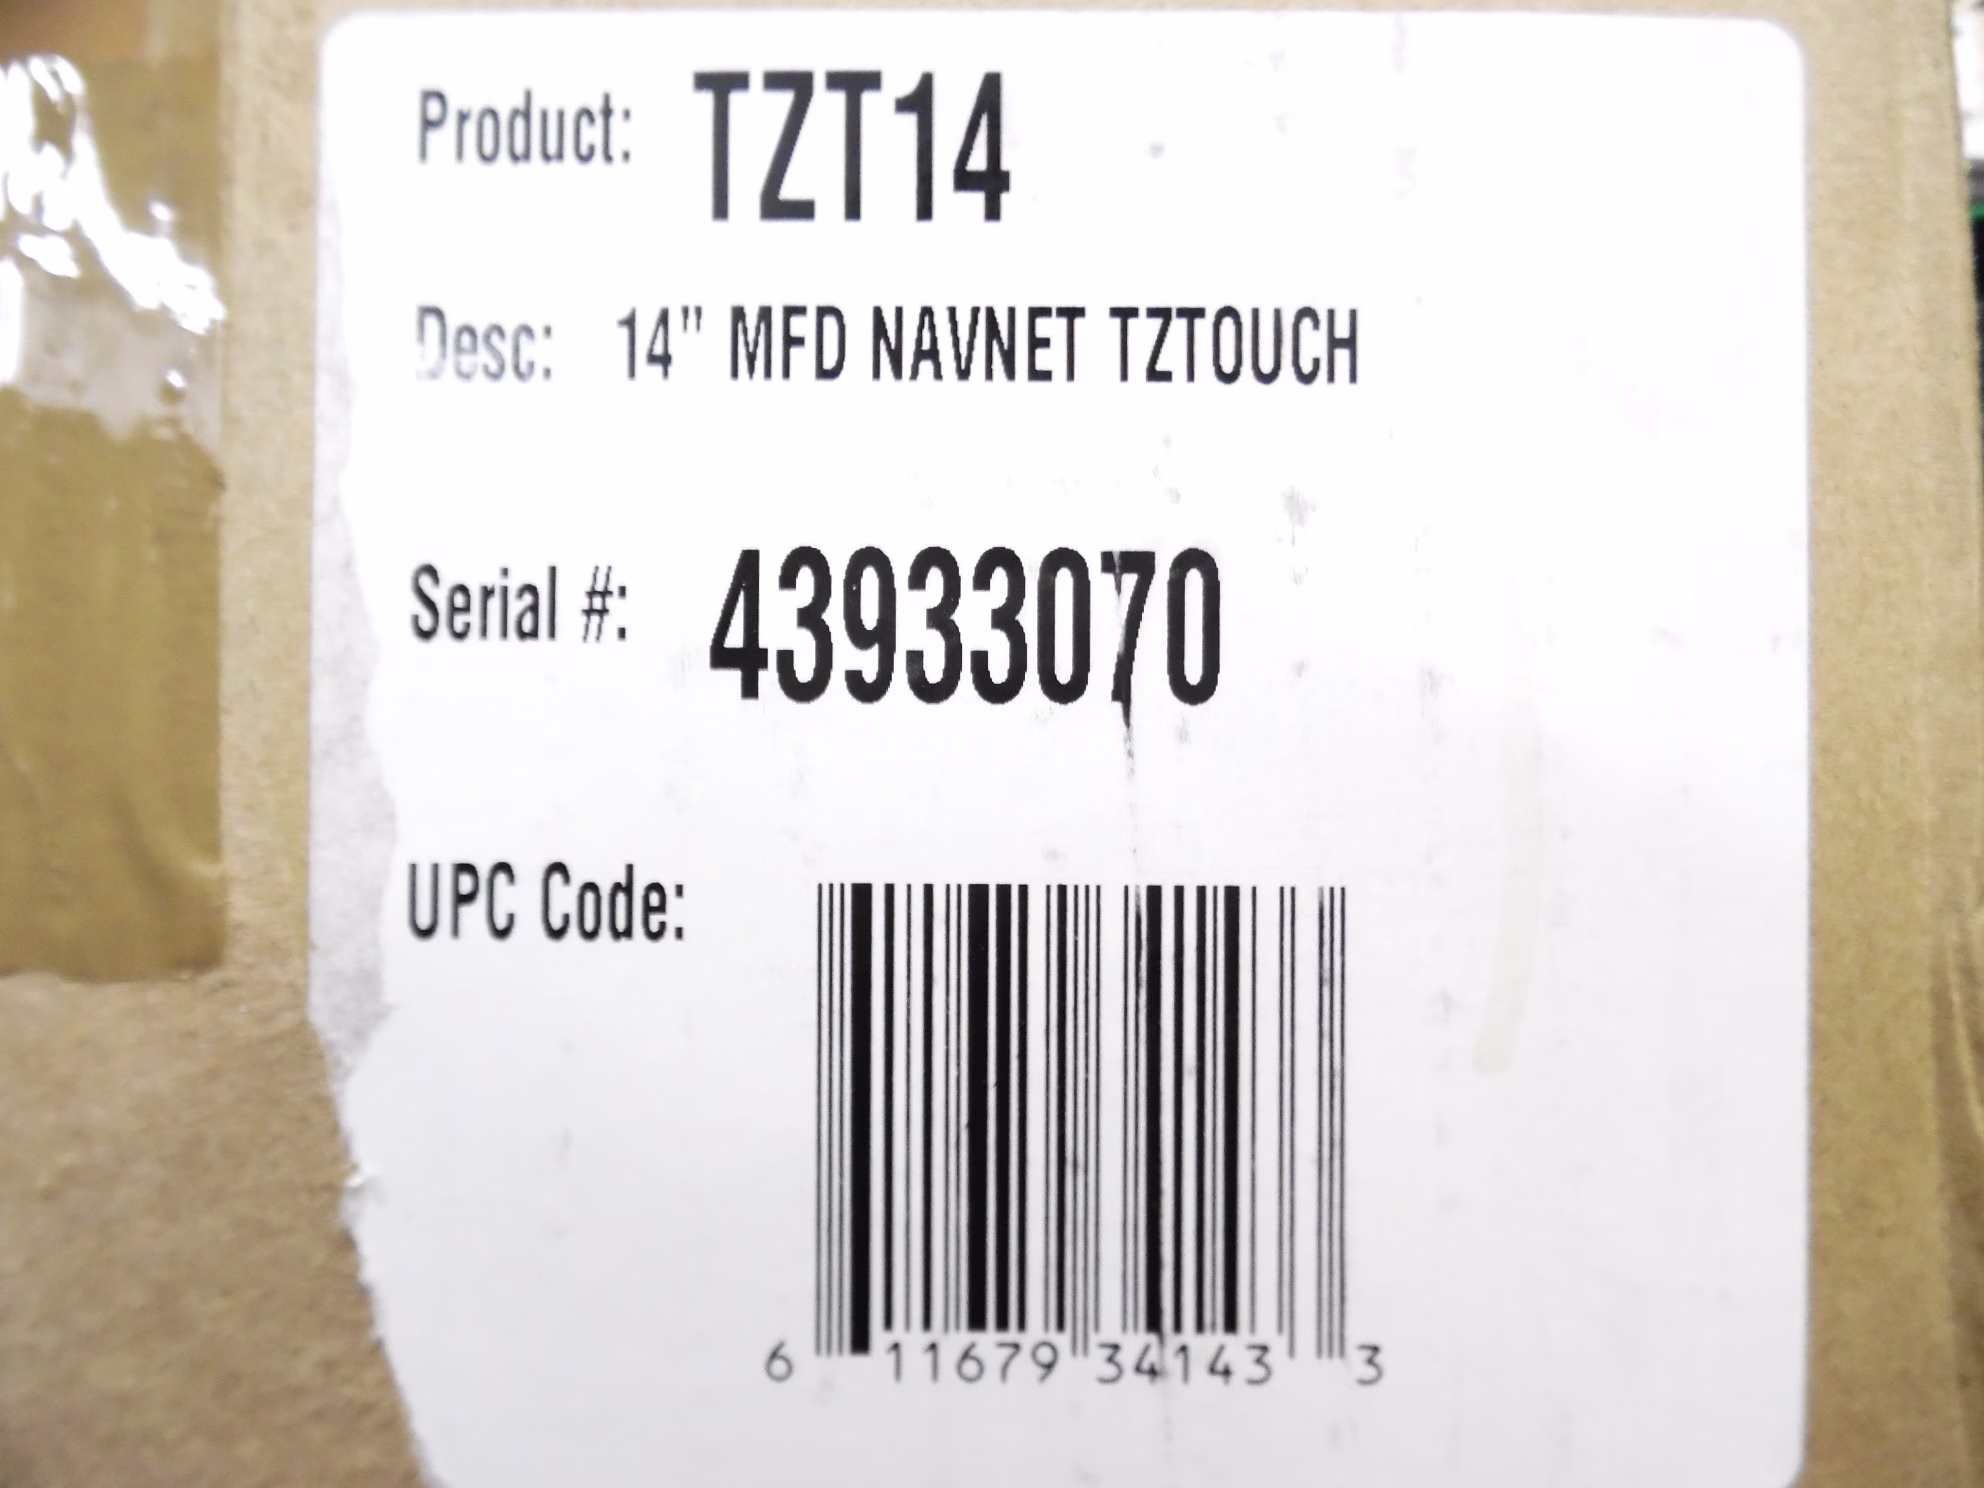 Product: TZT14
Desc: 14" MFD NAVNET TZTOUCH
Serial #: 43933070
UPC Code:
6 11679 34143 3